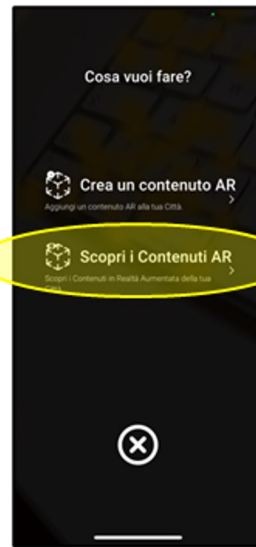 Cosa vuoi fare?
Crea un contenuto AR
Aggiungi un contenuto AR alla tua Città.
Scopri i Contenuti AR
Scopri i Contenuti in Realtà Aumentata della tua
Città.